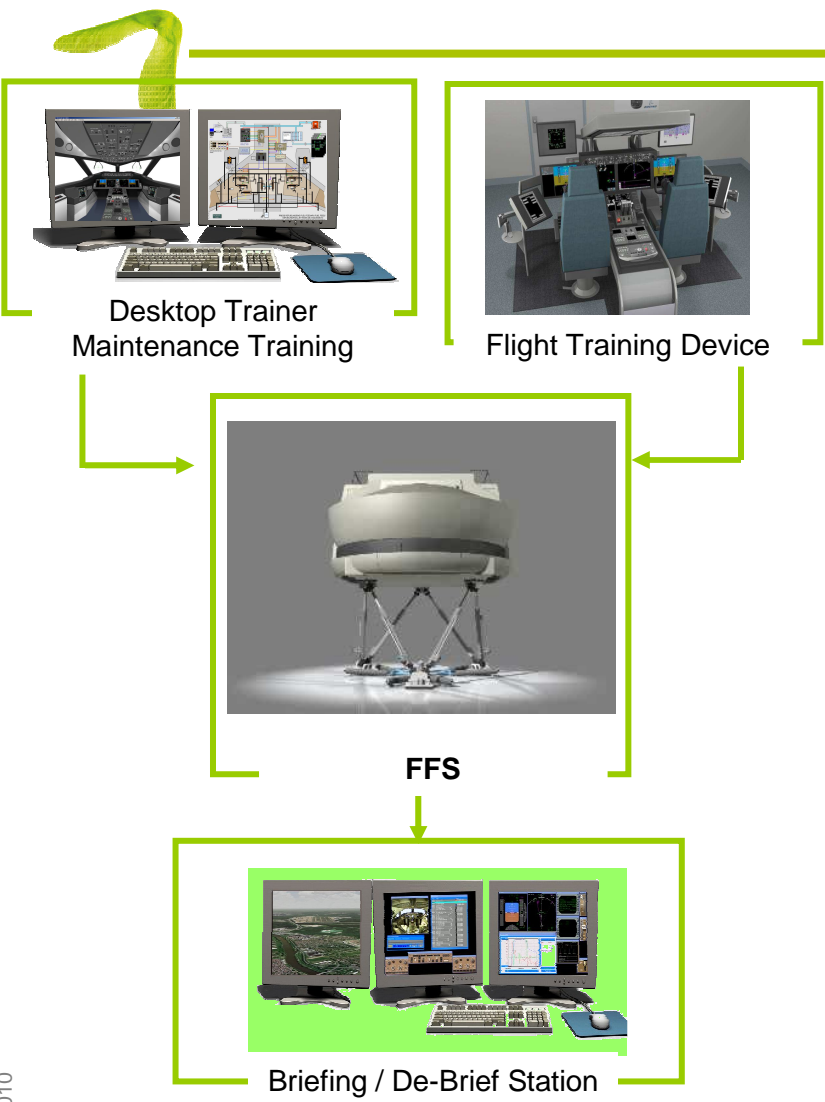 Desktop Trainer
Maintenance Training
Flight Training Device
FFS
Briefing / De-Brief Station